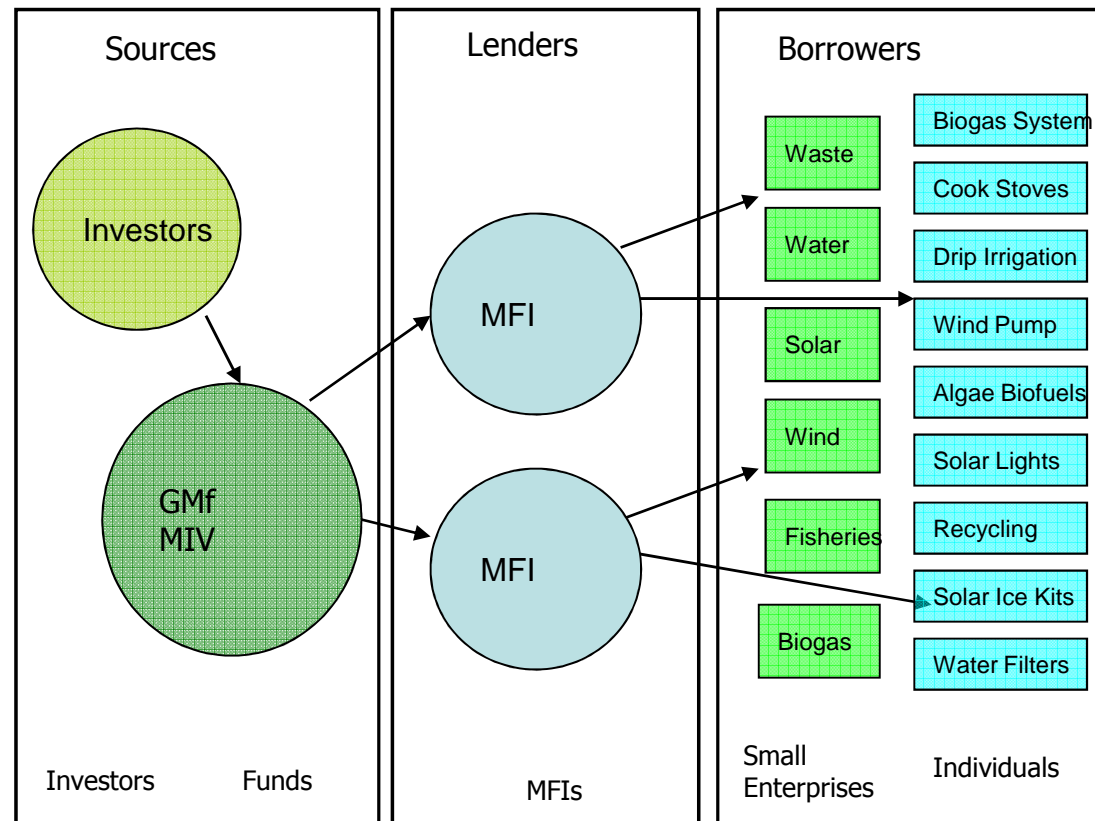 Sources
Investors
GMf
MIV
Investors
Funds
Lenders
MFI
MFI
MFIs
Borrowers
Waste
Water
Solar
Wind
Fisheries
Biogas
Small
Enterprises
Biogas System
Cook Stoves
Drip Irrigation
Wind Pump
Algae Biofuels
Solar Lights
Recycling
Solar Ice Kits
Water Filters
Individuals